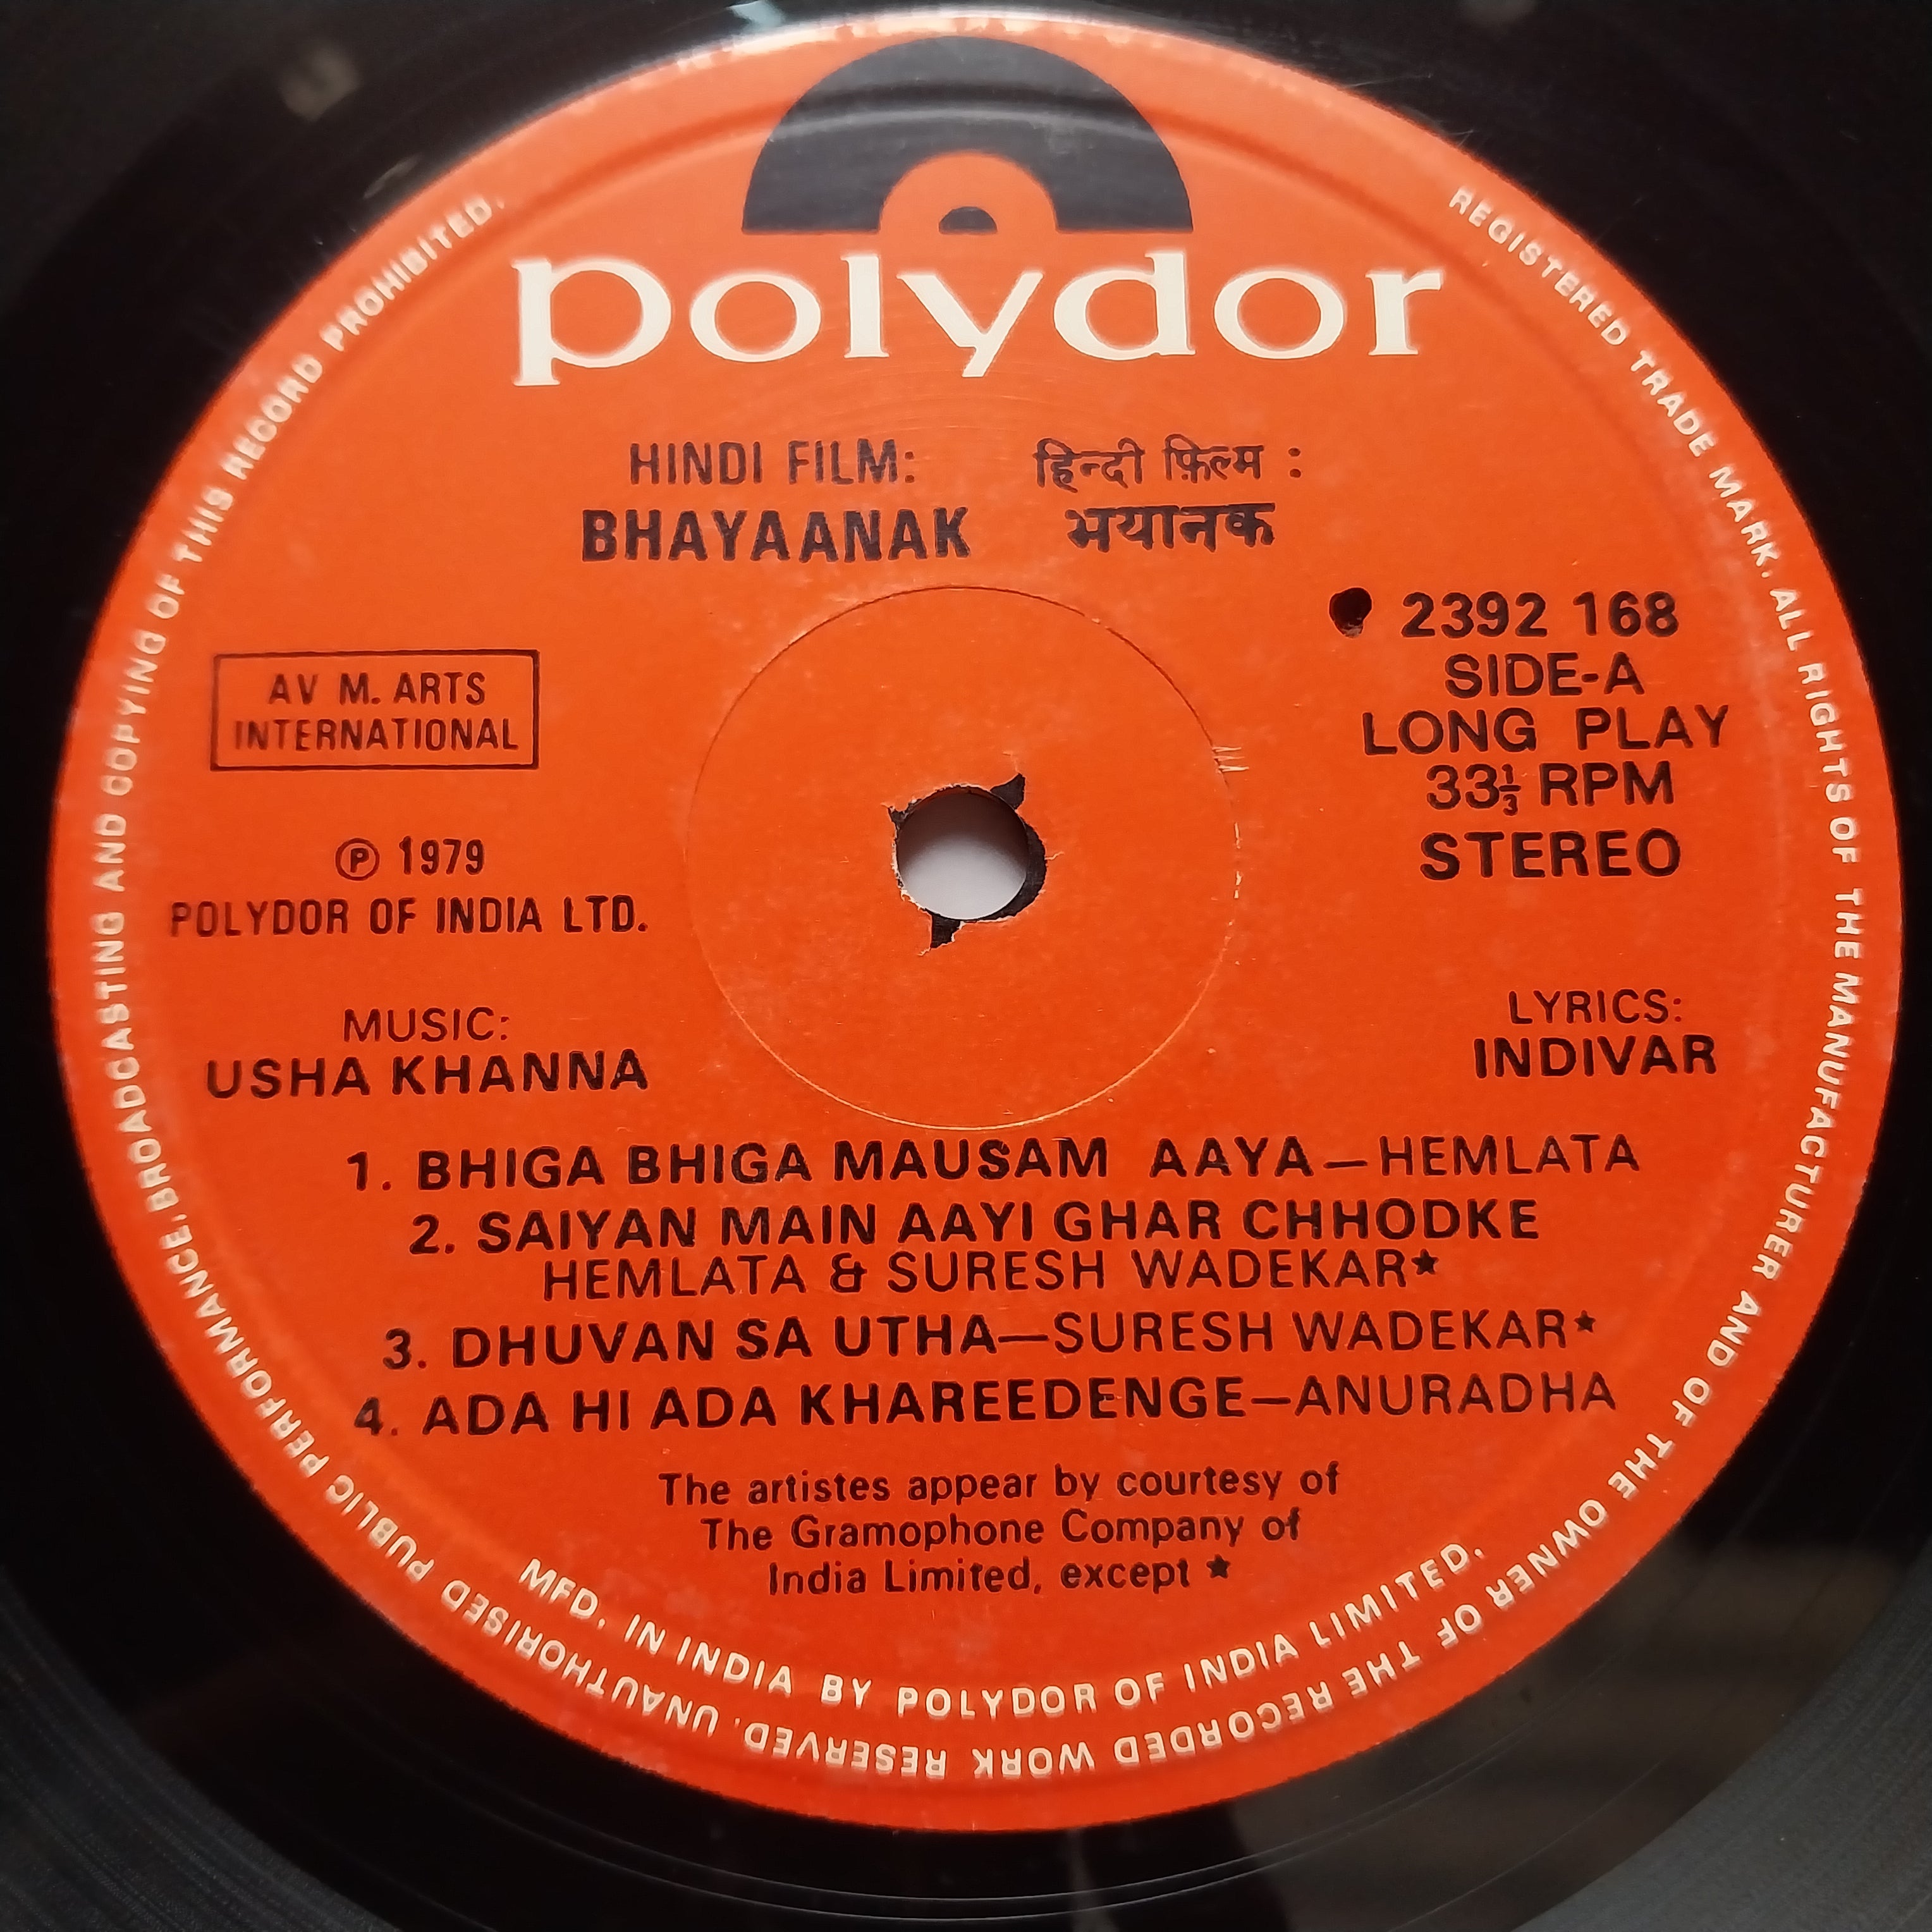 polydor
HINDI FILM:
BHAYAANAK
हिन्दी फ़िल्म :
भयानक
AV M. ARTS
INTERNATIONAL
℗ 1979
POLYDOR OF INDIA LTD.
2392 168
SIDE-A
LONG PLAY
33⅓ RPM
STEREO
MUSIC:
USHA KHANNA
LYRICS:
INDIVAR
1. BHIGA BHIGA MAUSAM AAYA—HEMLATA
2. SAIYAN MAIN AAYI GHAR CHHODKE
HEMLATA & SURESH WADEKAR★
3. DHUVAN SA UTHA—SURESH WADEKAR★
4. ADA HI ADA KHAREEDENGE—ANURADHA
The artistes appear by courtesy of
The Gramophone Company of
India Limited, except ★
MFD. IN INDIA BY POLYDOR OF INDIA LIMITED.
REGISTERED TRADE MARK. ALL RIGHTS OF THE MANUFACTURER AND OF THE OWNER OF THE RECORDED WORK RESERVED. UNAUTHORISED PUBLIC PERFORMANCE, BROADCASTING AND COPYING OF THIS RECORD PROHIBITED.